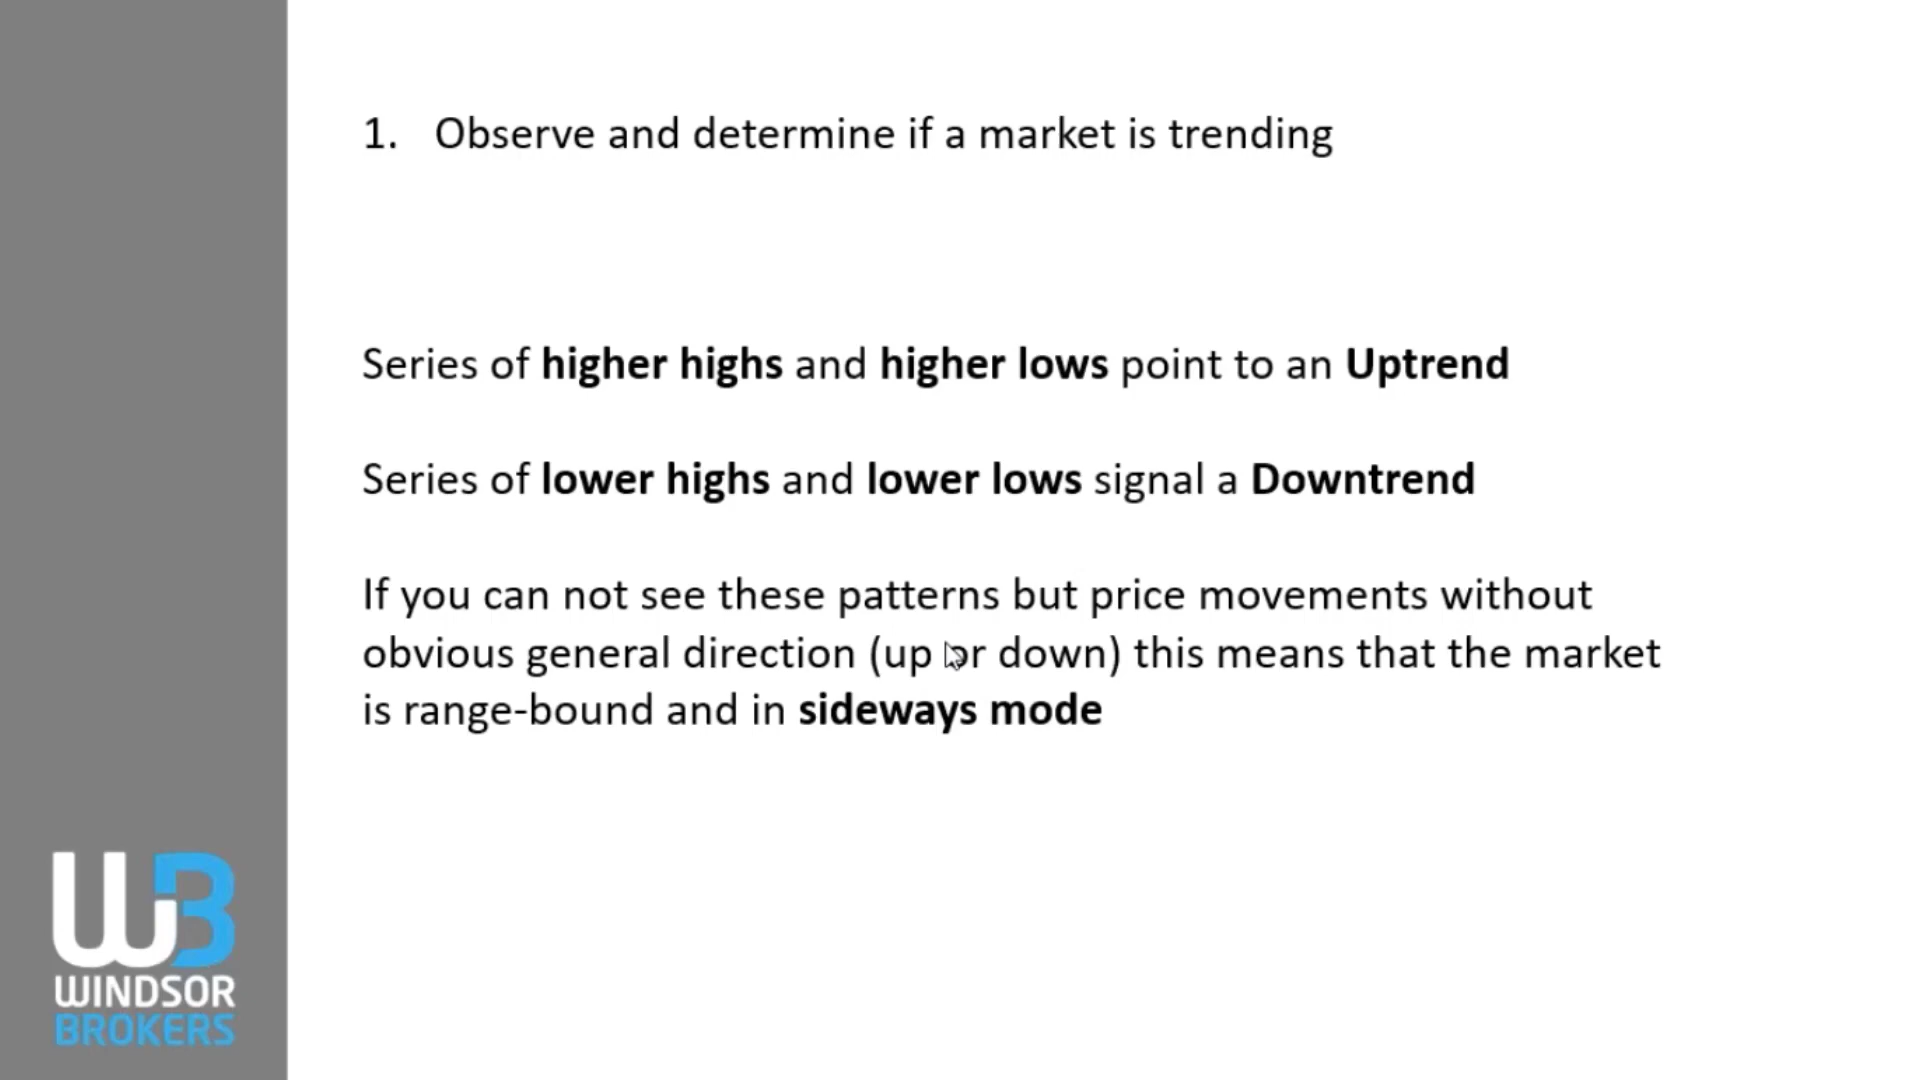 1. Observe and determine if a market is trending
Series of higher highs and higher lows point to an Uptrend
Series of lower highs and lower lows signal a Downtrend
If you can not see these patterns but price movements without
obvious general direction (up or down) this means that the market
is range-bound and in sideways mode
WB
WINDSOR
BROKERS